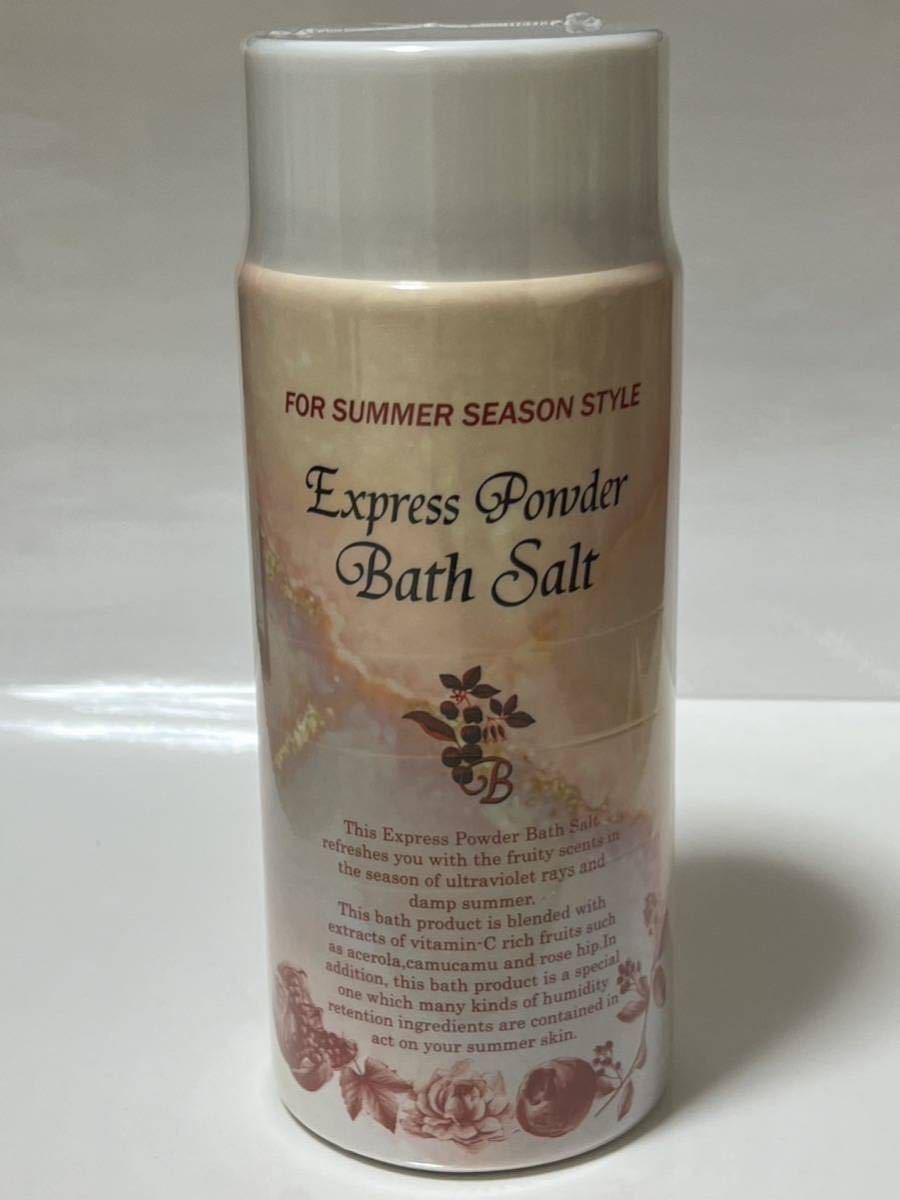 FOR SUMMER SEASON STYLE
Express Powder
Bath Salt
B
This Express Powder Bath Salt
refreshes you with the fruity scents in
the season of ultraviolet rays and
damp summer.
This bath product is blended with
extracts of vitamin-C rich fruits such
as acerola,camucamu and rose hip.In
addition, this bath product is a special
one which many kinds of humidity
retention ingredients are contained in
act on your summer skin.